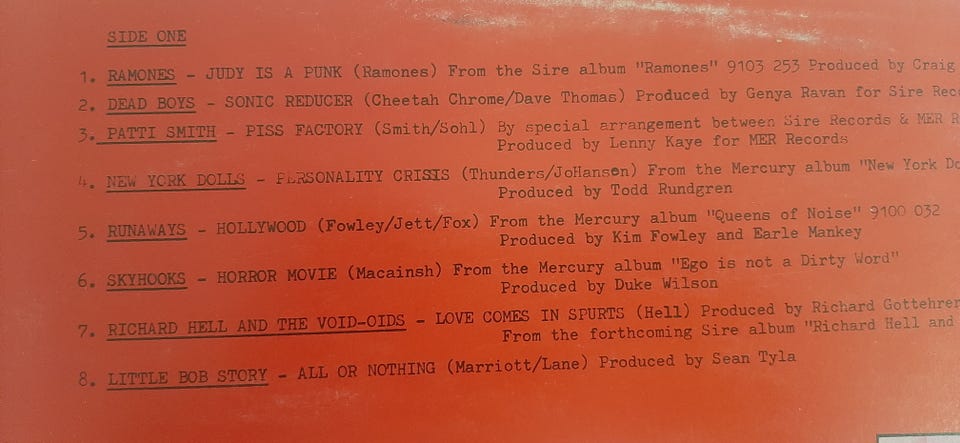 SIDE ONE
1. RAMONES - JUDY IS A PUNK (Ramones) From the Sire album "Ramones" 9103 253 Produced by Craig
2. DEAD BOYS - SONIC REDUCER (Cheetah Chrome/Dave Thomas) Produced by Genya Ravan for Sire
3. PATTI SMITH - PISS FACTORY (Smith/Sohl) By special arrangement between Sire Records & MER
Produced by Lenny Kaye for MER Records
4. NEW YORK DOLLS - PERSONALITY CRISIS (Thunders/JoHansen) From the Mercury album "New York
Produced by Todd Rundgren
5. RUNAWAYS - HOLLYWOOD (Fowley/Jett/Fox) From the Mercury album "Queens of Noise" 9100 032
Produced by Kim Fowley and Earle Mankey
6. SKYHOOKS - HORROR MOVIE (Macainsh) From the Mercury album "Ego is not a Dirty Word"
Produced by Duke Wilson
7. RICHARD HELL AND THE VOID-OIDS - LOVE COMES IN SPURTS (Hell) Produced by Richard Gottehrer
From the forthcoming Sire album "Richard Hell and
8. LITTLE BOB STORY - ALL OR NOTHING (Marriott/Lane) Produced by Sean Tyla